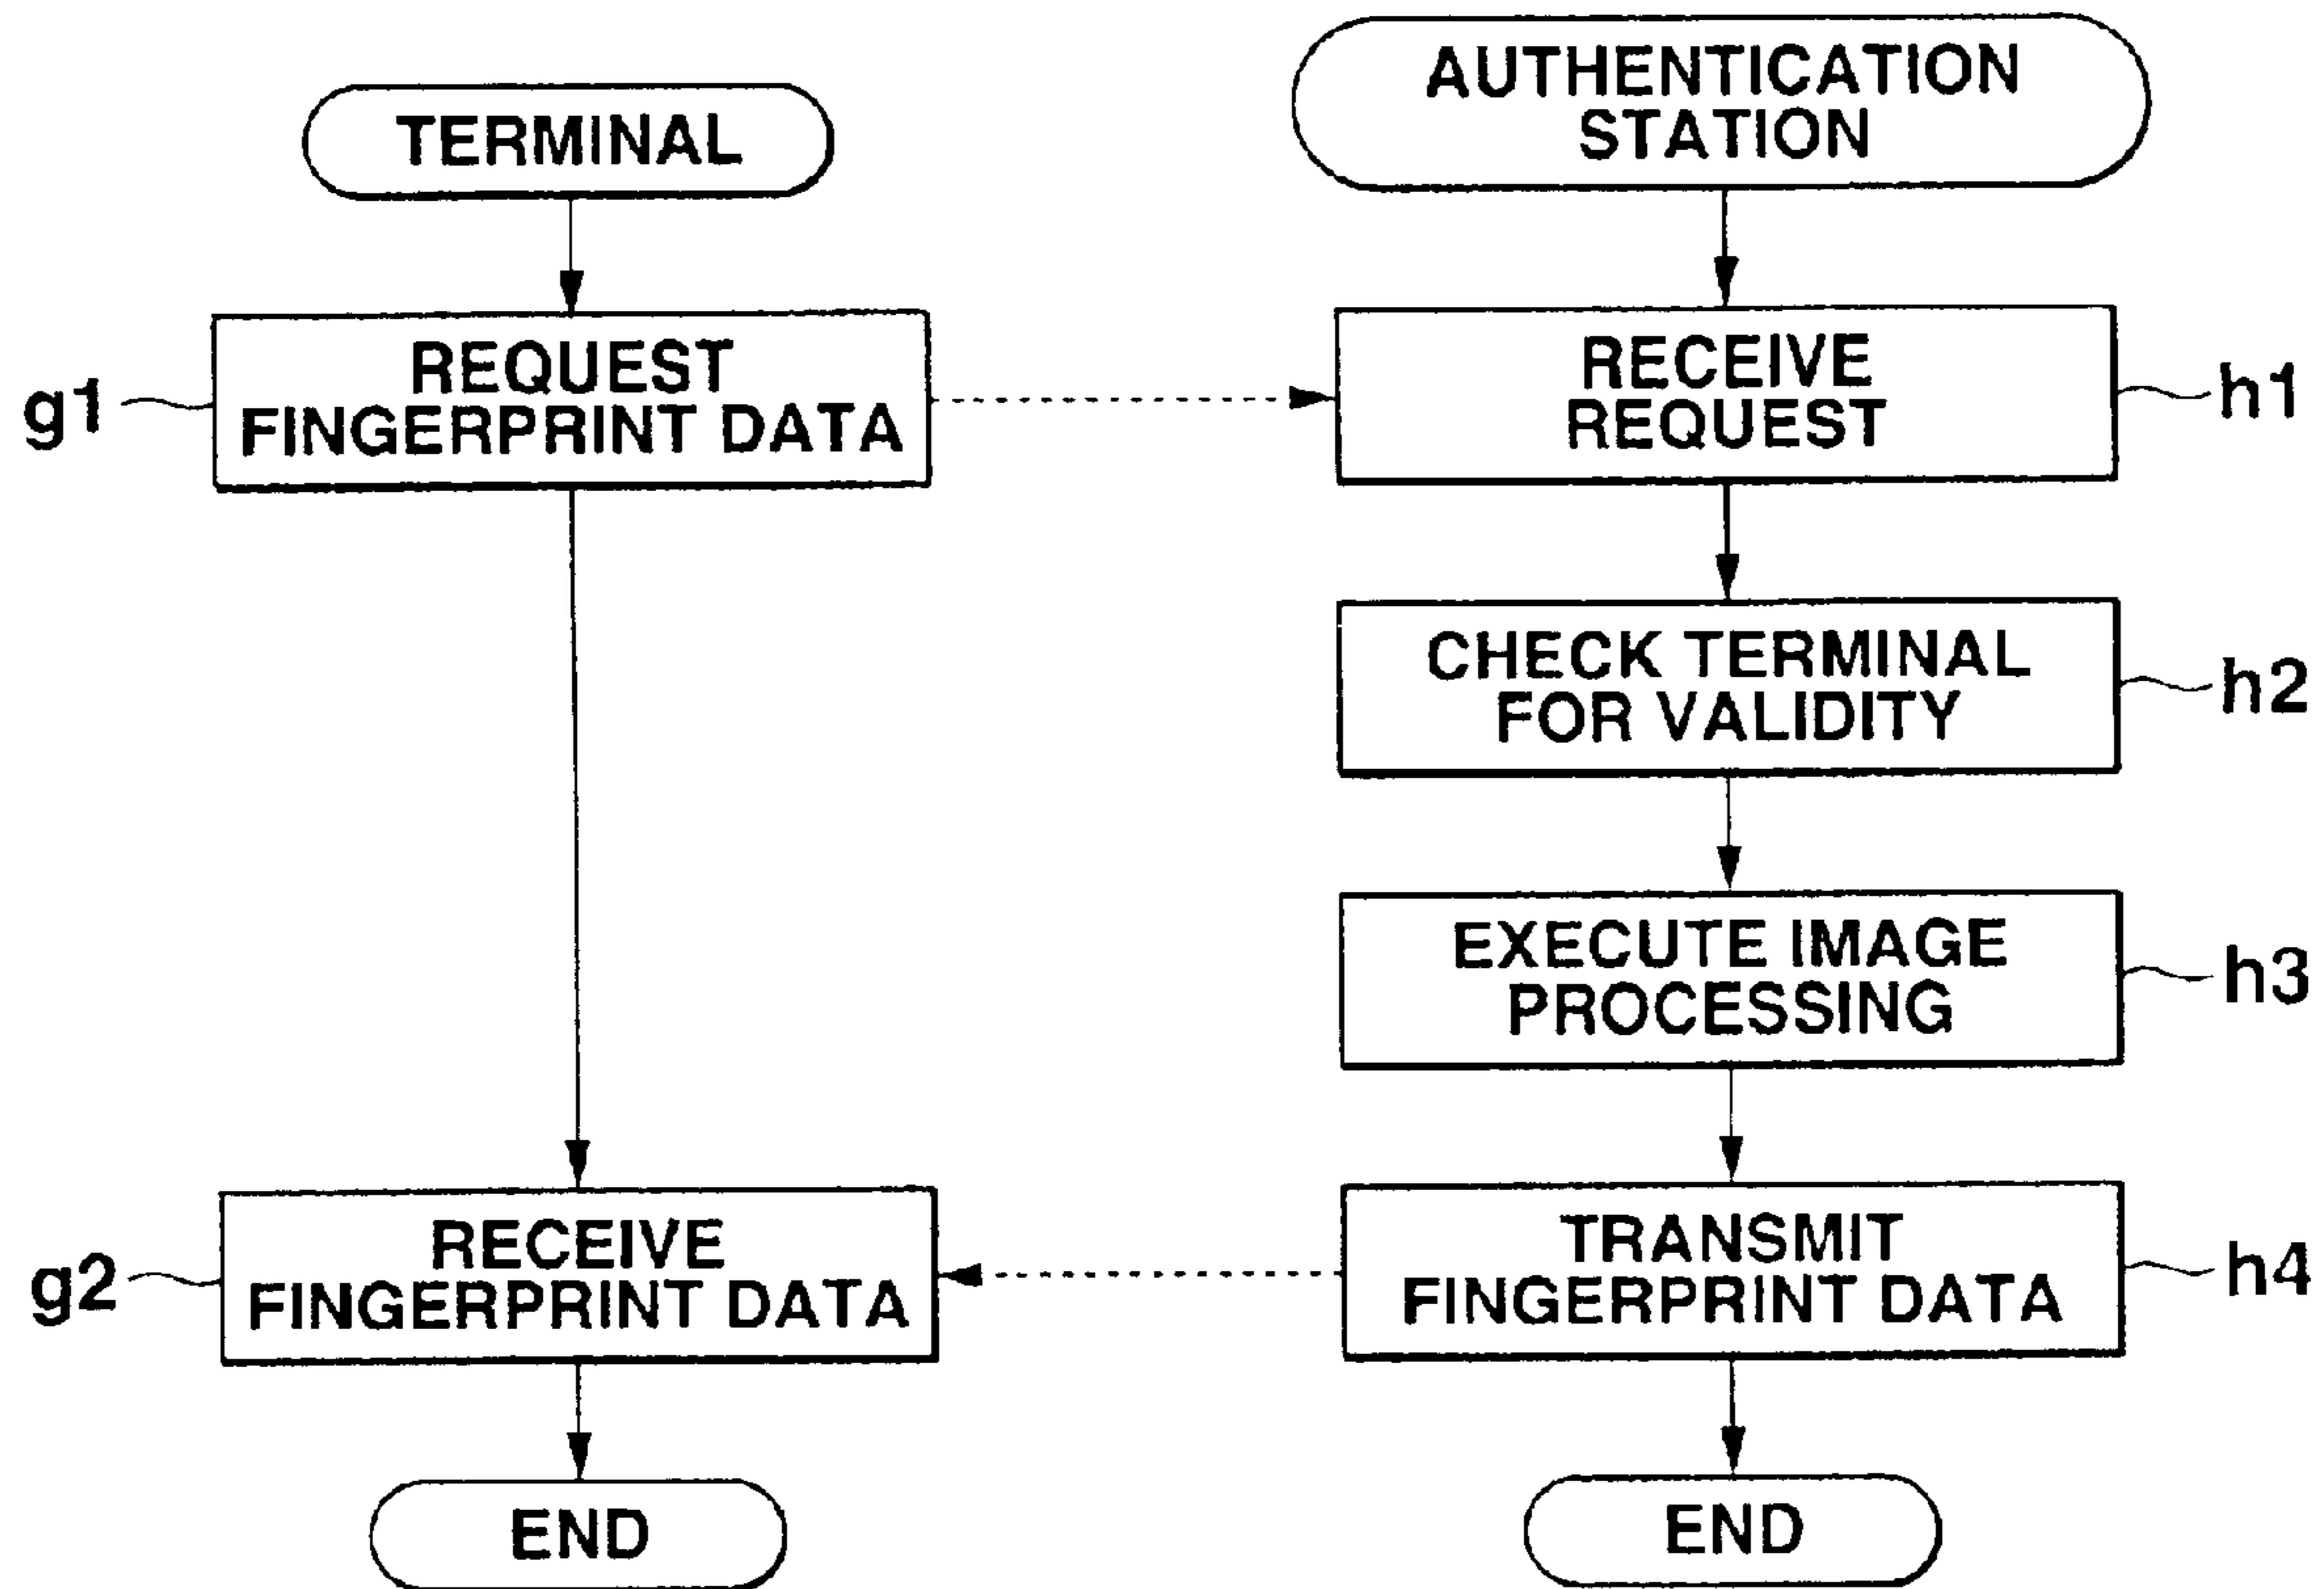 TERMINAL
AUTHENTICATION
STATION
g1
REQUEST
FINGERPRINT DATA
RECEIVE
REQUEST
h1
CHECK TERMINAL
FOR VALIDITY
h2
EXECUTE IMAGE
PROCESSING
h3
g2
RECEIVE
FINGERPRINT DATA
TRANSMIT
FINGERPRINT DATA
h4
END
END